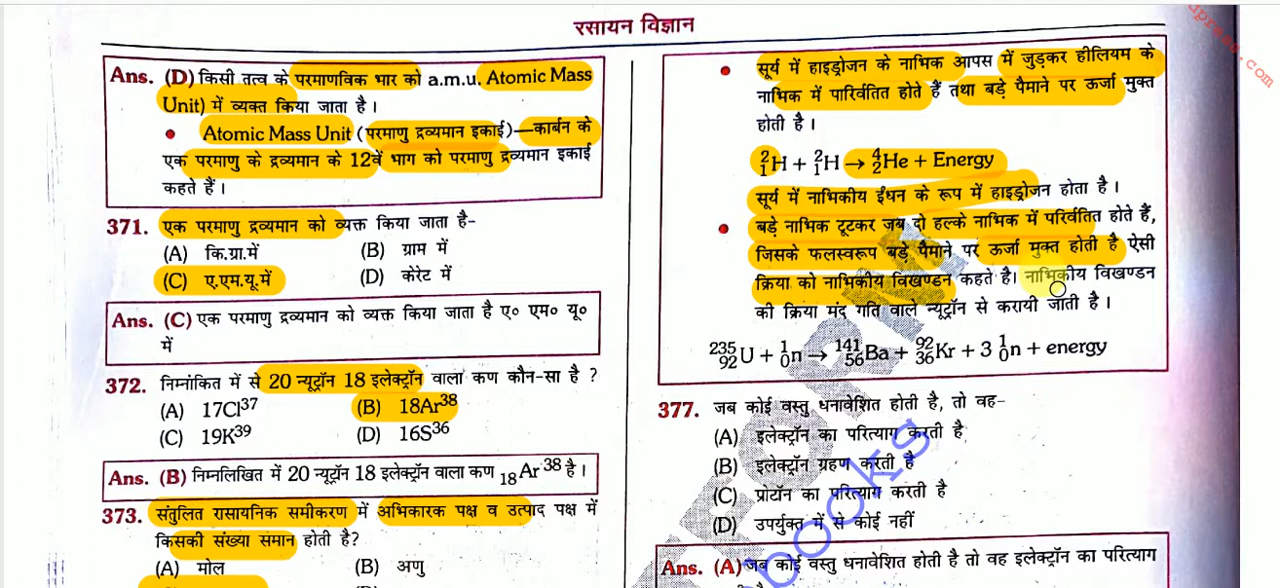 रसायन विज्ञान
Ans. (D) किसी तत्व के परमाणविक भार को a.m.u. Atomic Mass
Unit) में व्यक्त किया जाता है ।
• Atomic Mass Unit (परमाणु द्रव्यमान इकाई)—कार्बन के
एक परमाणु के द्रव्यमान के 12वें भाग को परमाणु द्रव्यमान इकाई
कहते हैं ।
371. एक परमाणु द्रव्यमान को व्यक्त किया जाता है-
(A) कि.ग्रा.में (B) ग्राम में
(C) ए.एम.यू.में (D) केरेट में
Ans. (C) एक परमाणु द्रव्यमान को व्यक्त किया जाता है ए० एम० यू०
में
372. निम्नांकित में से 20 न्यूट्रॉन 18 इलेक्ट्रॉन वाला कण कौन-सा है ?
(A) 17Cl³⁷ (B) 18Ar³⁸
(C) 19K³⁹ (D) 16S³⁶
Ans. (B) निम्नलिखित में 20 न्यूट्रॉन 18 इलेक्ट्रॉन वाला कण ₁₈Ar³⁸ है ।
373. संतुलित रासायनिक समीकरण में अभिकारक पक्ष व उत्पाद पक्ष में
किसकी संख्या समान होती है?
(A) मोल (B) अणु
• सूर्य में हाइड्रोजन के नाभिक आपस में जुड़कर हीलियम के
नाभिक में पारिर्वतित होते हैं तथा बड़े पैमाने पर ऊर्जा मुक्त
होती है ।
²₁H + ²₁H → ⁴₂He + Energy
सूर्य में नाभिकीय ईंधन के रूप में हाइड्रोजन होता है ।
• बड़े नाभिक टूटकर जब दो हल्के नाभिक में परिर्वतित होते हैं,
जिसके फलस्वरूप बड़े पैमाने पर ऊर्जा मुक्त होती है ऐसी
क्रिया को नाभिकीय विखण्डन कहते है। नाभिकीय विखण्डन
की क्रिया मंद गति वाले न्यूट्रॉन से करायी जाती है ।
²³⁵₉₂U + ¹₀n → ¹⁴¹₅₆Ba + ⁹²₃₆Kr + 3 ¹₀n + energy
377. जब कोई वस्तु धनावेशित होती है, तो वह-
(A) इलेक्ट्रॉन का परित्याग करती है
(B) इलेक्ट्रॉन ग्रहण करती है
(C) प्रोटॉन का परित्याग करती है
(D) उपर्युक्त में से कोई नहीं
Ans. (A) जब कोई वस्तु धनावेशित होती है तो वह इलेक्ट्रॉन का परित्याग
books